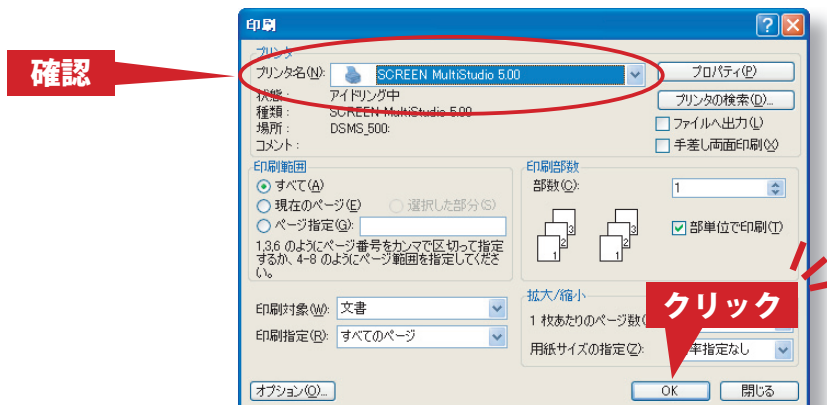 印刷
確認
プリンタ
プリンタ名(N): SCREEN MultiStudio 5.00
プロパティ(P)
状態: アイドリング中
プリンタの検索(D)...
種類: SCREEN MultiStudio 5.00
場所: DSMS_500:
ファイルへ出力(L)
コメント:
手差し両面印刷(X)
印刷範囲
すべて(A)
現在のページ(E) 選択した部分(S)
ページ指定(G):
1,3,6 のようにページ番号をカンマで区切って指定
するか、4-8 のようにページ範囲を指定してくださ
い。
印刷部数
部数(C): 1
部単位で印刷(T)
1 2 3 1 2 3
印刷対象(W): 文書
印刷指定(R): すべてのページ
拡大/縮小
1 枚あたりのページ数(
クリック
用紙サイズの指定(Z): 率指定なし
オプション(O)...
OK
閉じる